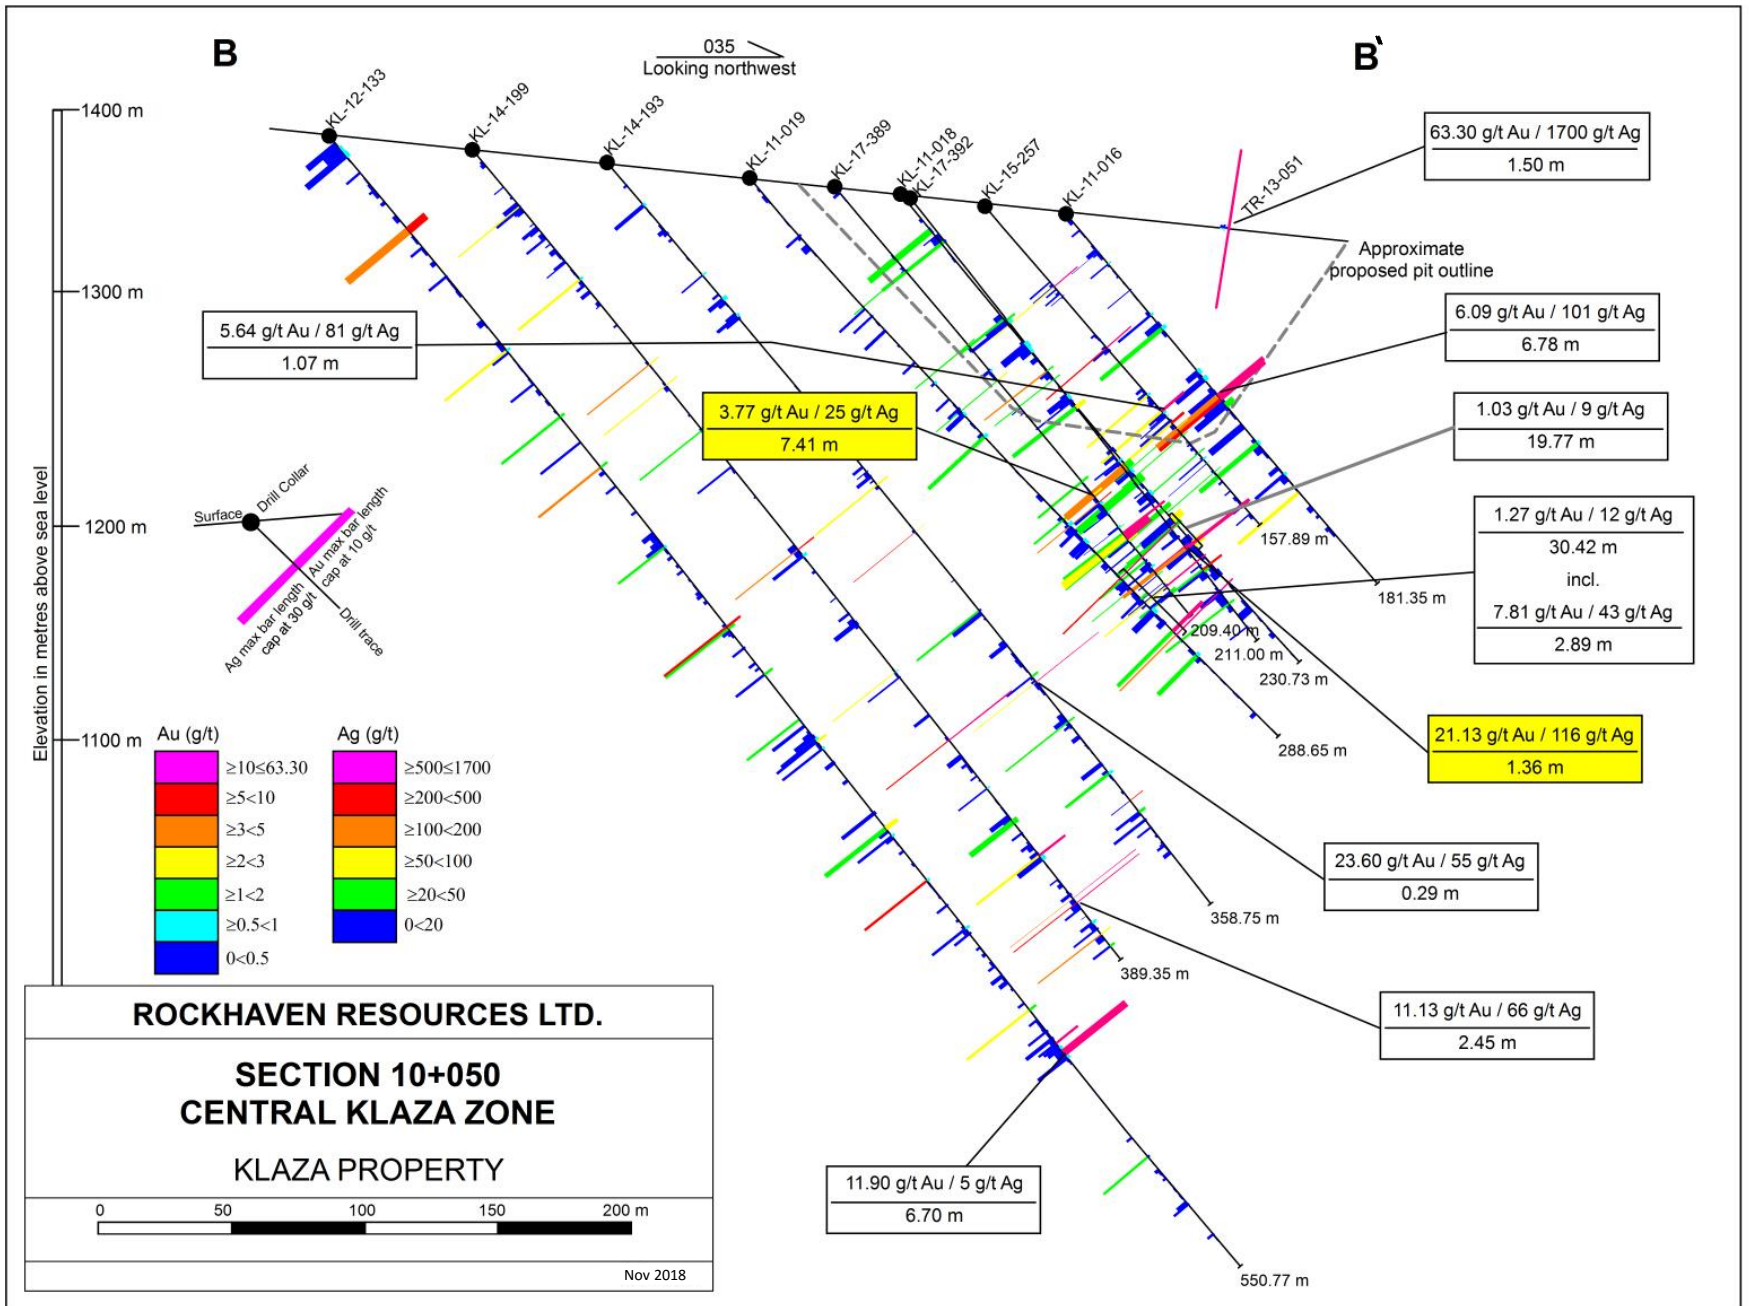 B
035
Looking northwest
B`
KL-12-133
KL-14-199
KL-14-193
KL-11-019
KL-17-389
KL-11-018
KL-17-392
KL-15-257
KL-11-016
TR-13-051
1400 m
1300 m
1200 m
1100 m
Elevation in metres above sea level
63.30 g/t Au / 1700 g/t Ag
1.50 m
Approximate
proposed pit outline
5.64 g/t Au / 81 g/t Ag
1.07 m
6.09 g/t Au / 101 g/t Ag
6.78 m
3.77 g/t Au / 25 g/t Ag
7.41 m
1.03 g/t Au / 9 g/t Ag
19.77 m
1.27 g/t Au / 12 g/t Ag
30.42 m
incl.
7.81 g/t Au / 43 g/t Ag
2.89 m
21.13 g/t Au / 116 g/t Ag
1.36 m
23.60 g/t Au / 55 g/t Ag
0.29 m
11.13 g/t Au / 66 g/t Ag
2.45 m
11.90 g/t Au / 5 g/t Ag
6.70 m
157.89 m
181.35 m
209.40 m
211.00 m
230.73 m
288.65 m
358.75 m
389.35 m
550.77 m
Surface
Drill Collar
Au max bar length
cap at 10 g/t
Ag max bar length
cap at 30 g/t
Drill trace
Au (g/t)
≥10≤63.30
≥5<10
≥3<5
≥2<3
≥1<2
≥0.5<1
0<0.5
Ag (g/t)
≥500≤1700
≥200<500
≥100<200
≥50<100
≥20<50
0<20
ROCKHAVEN RESOURCES LTD.
SECTION 10+050
CENTRAL KLAZA ZONE
KLAZA PROPERTY
0 50 100 150 200 m
Nov 2018